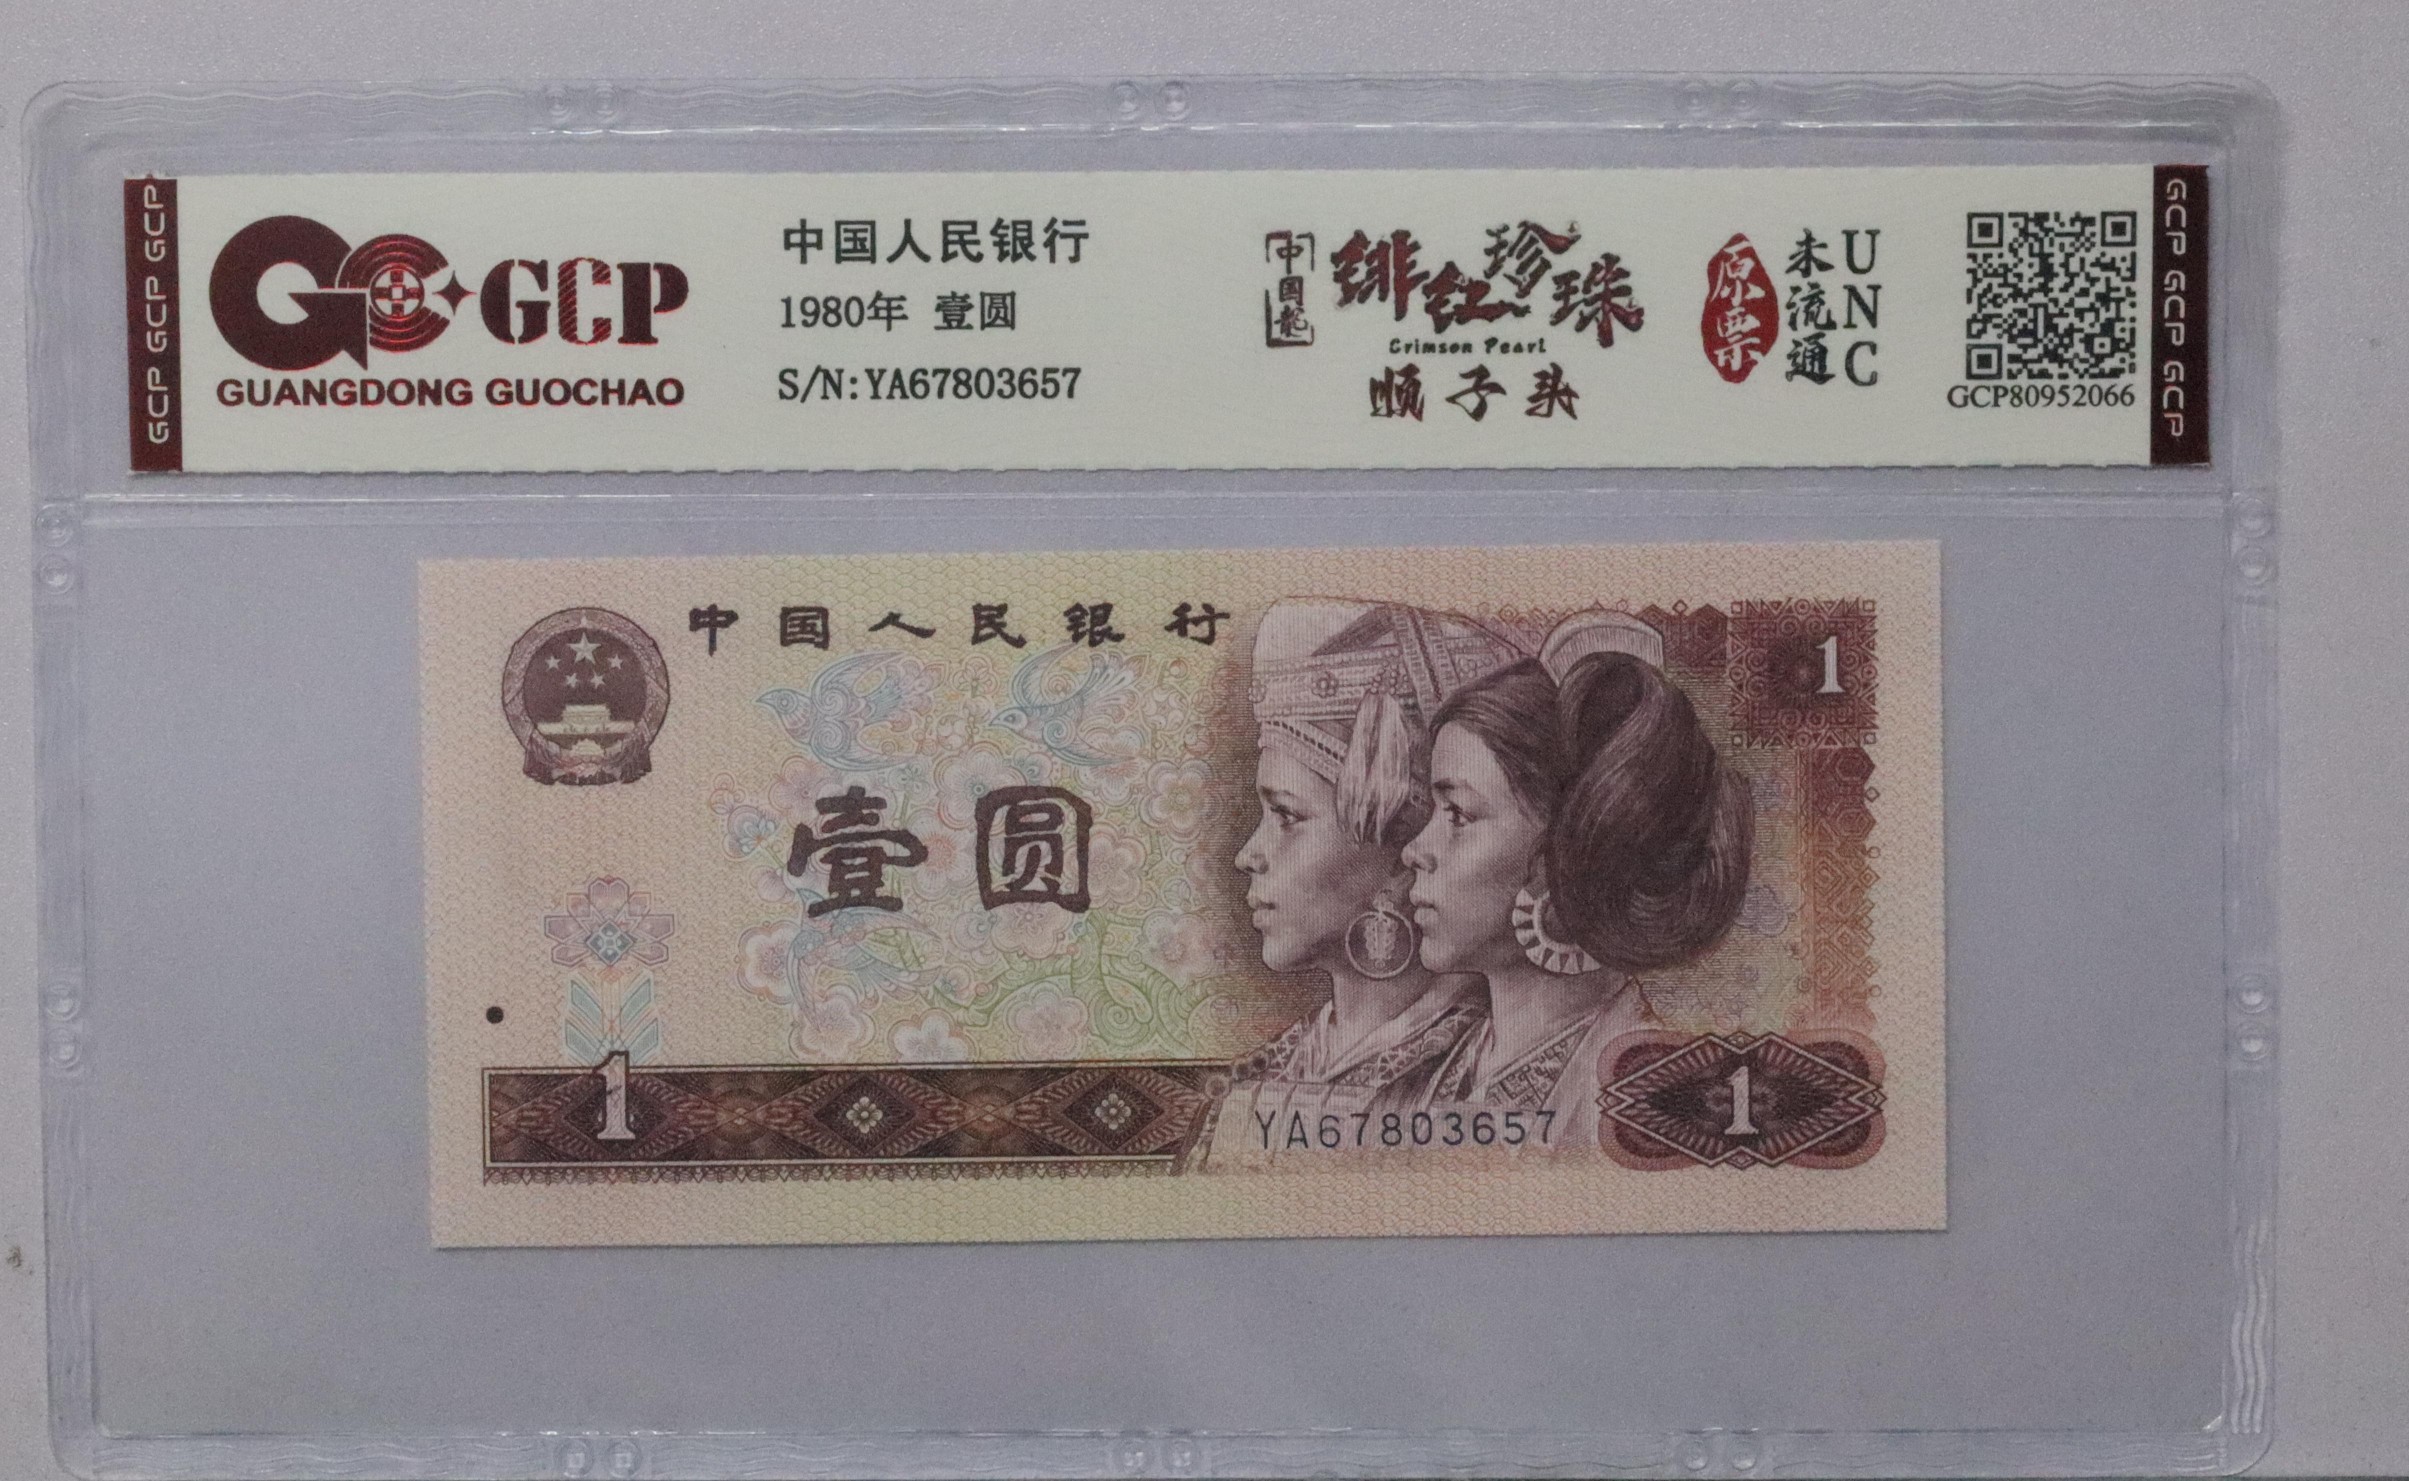 GCP GCP GCP
GCP
GUANGDONG GUOCHAO
中国人民银行
1980年 壹圆
S/N:YA67803657
中国龙
绯红珍珠
Crimson Pearl
顺子头
原票
未流通
UNC
GCP80952066
GCP GCP GCP
中国人民银行
1
壹圆
1
YA67803657
1